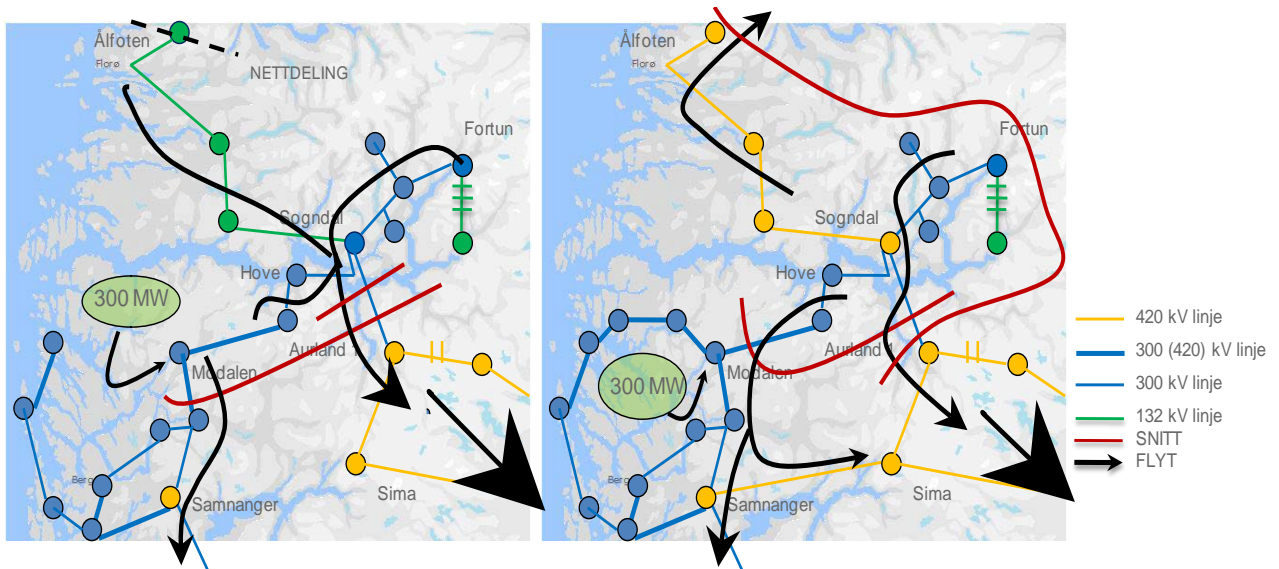 Ålfoten
Florø
NETTDELING
Fortun
Sogndal
Hove
300 MW
Aurland 1
Modalen
Berg
Samnanger
Sima
Ålfoten
Florø
Fortun
Sogndal
Hove
Aurland 1
Modalen
300 MW
Berg
Samnanger
Sima
420 kV linje
300 (420) kV linje
300 kV linje
132 kV linje
SNITT
FLYT